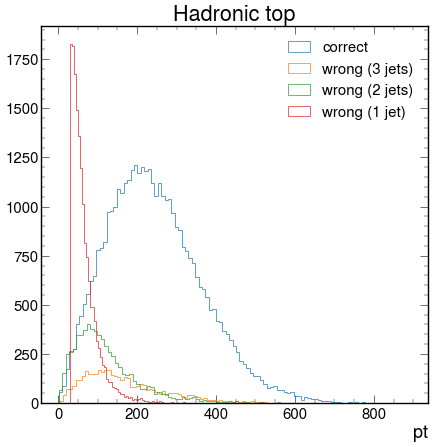 Hadronic top
correct
wrong (3 jets)
wrong (2 jets)
wrong (1 jet)
1750
1500
1250
1000
750
500
250
0
0 200 400 600 800
pt